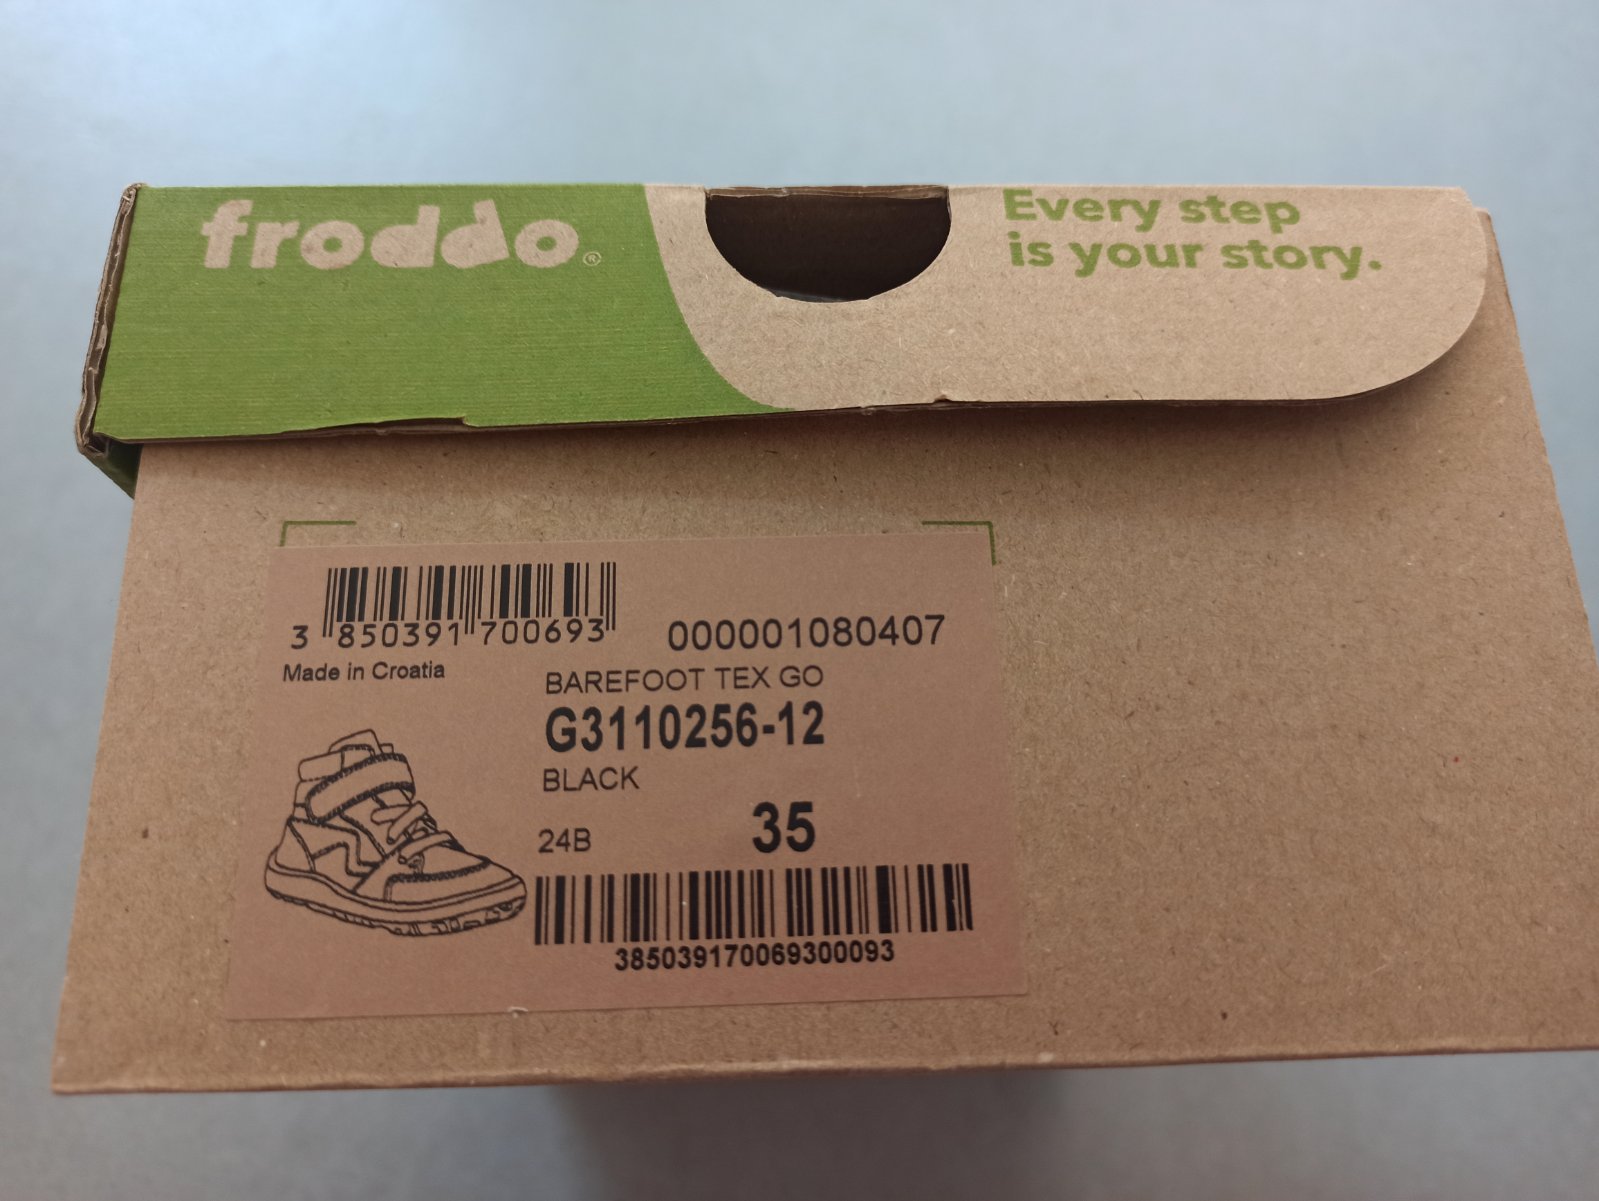 froddo®
Every step
is your story.
3 850391 700693
000001080407
Made in Croatia
BAREFOOT TEX GO
G3110256-12
BLACK
24B
35
385039170069300093